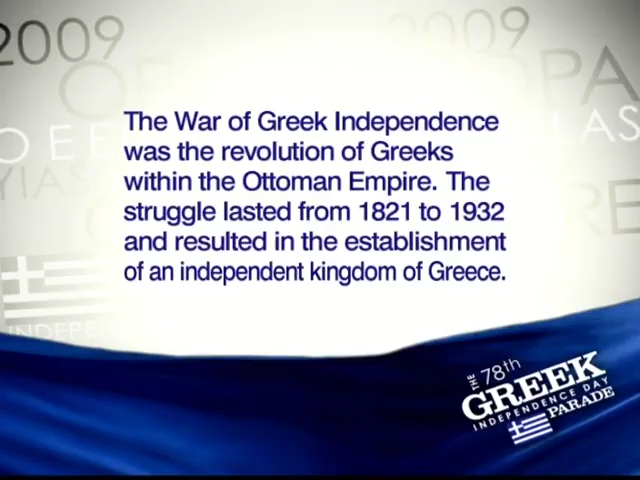 2009
2009
The War of Greek Independence
was the revolution of Greeks
within the Ottoman Empire. The
struggle lasted from 1821 to 1932
and resulted in the establishment
of an independent kingdom of Greece.
THE 78th
GREEK
INDEPENDENCE DAY
PARADE